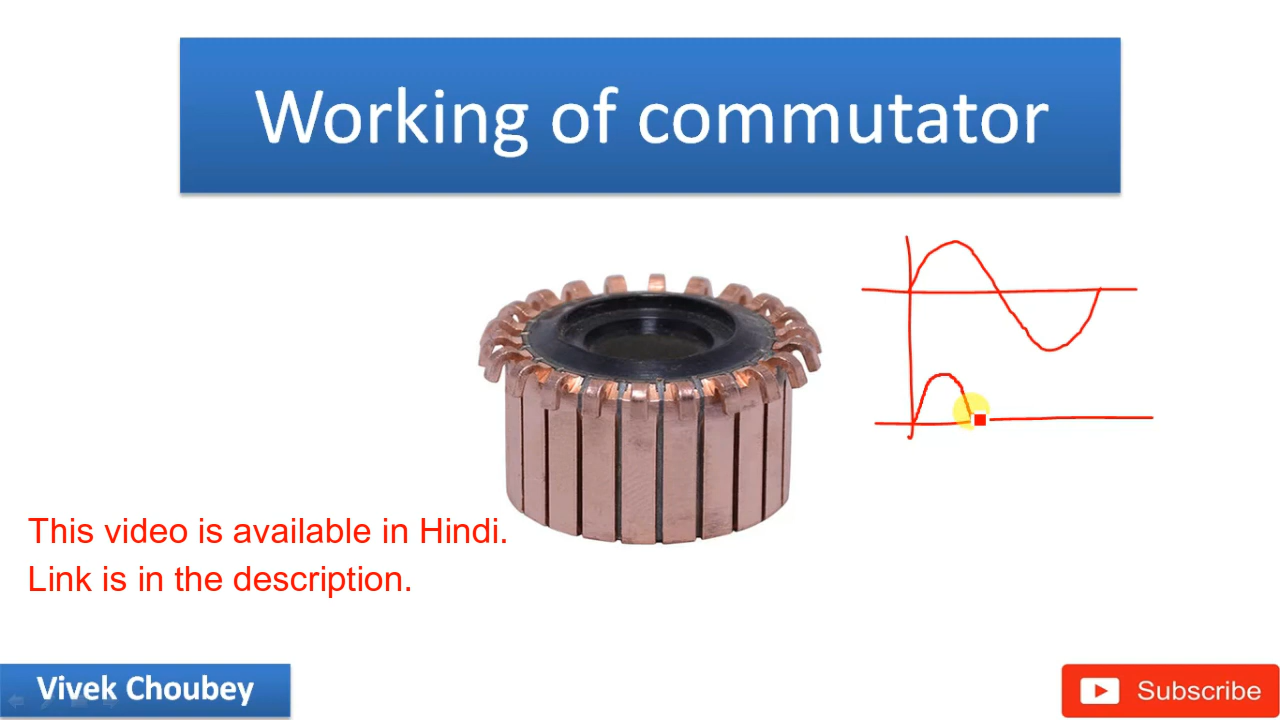 Working of commutator
This video is available in Hindi.
Link is in the description.
Vivek Choubey
Subscribe